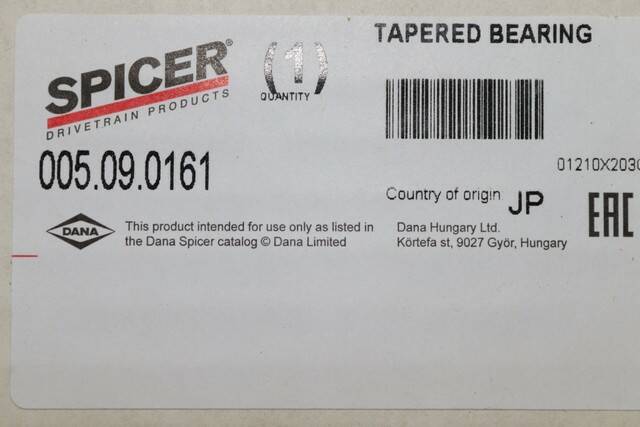 SPICER®
DRIVETRAIN PRODUCTS
(1)
QUANTITY
TAPERED BEARING
005.09.0161
01210X203
Country of origin JP
EAC
DANA
This product intended for use only as listed in
the Dana Spicer catalog © Dana Limited
Dana Hungary Ltd.
Körtefa st, 9027 Győr, Hungary